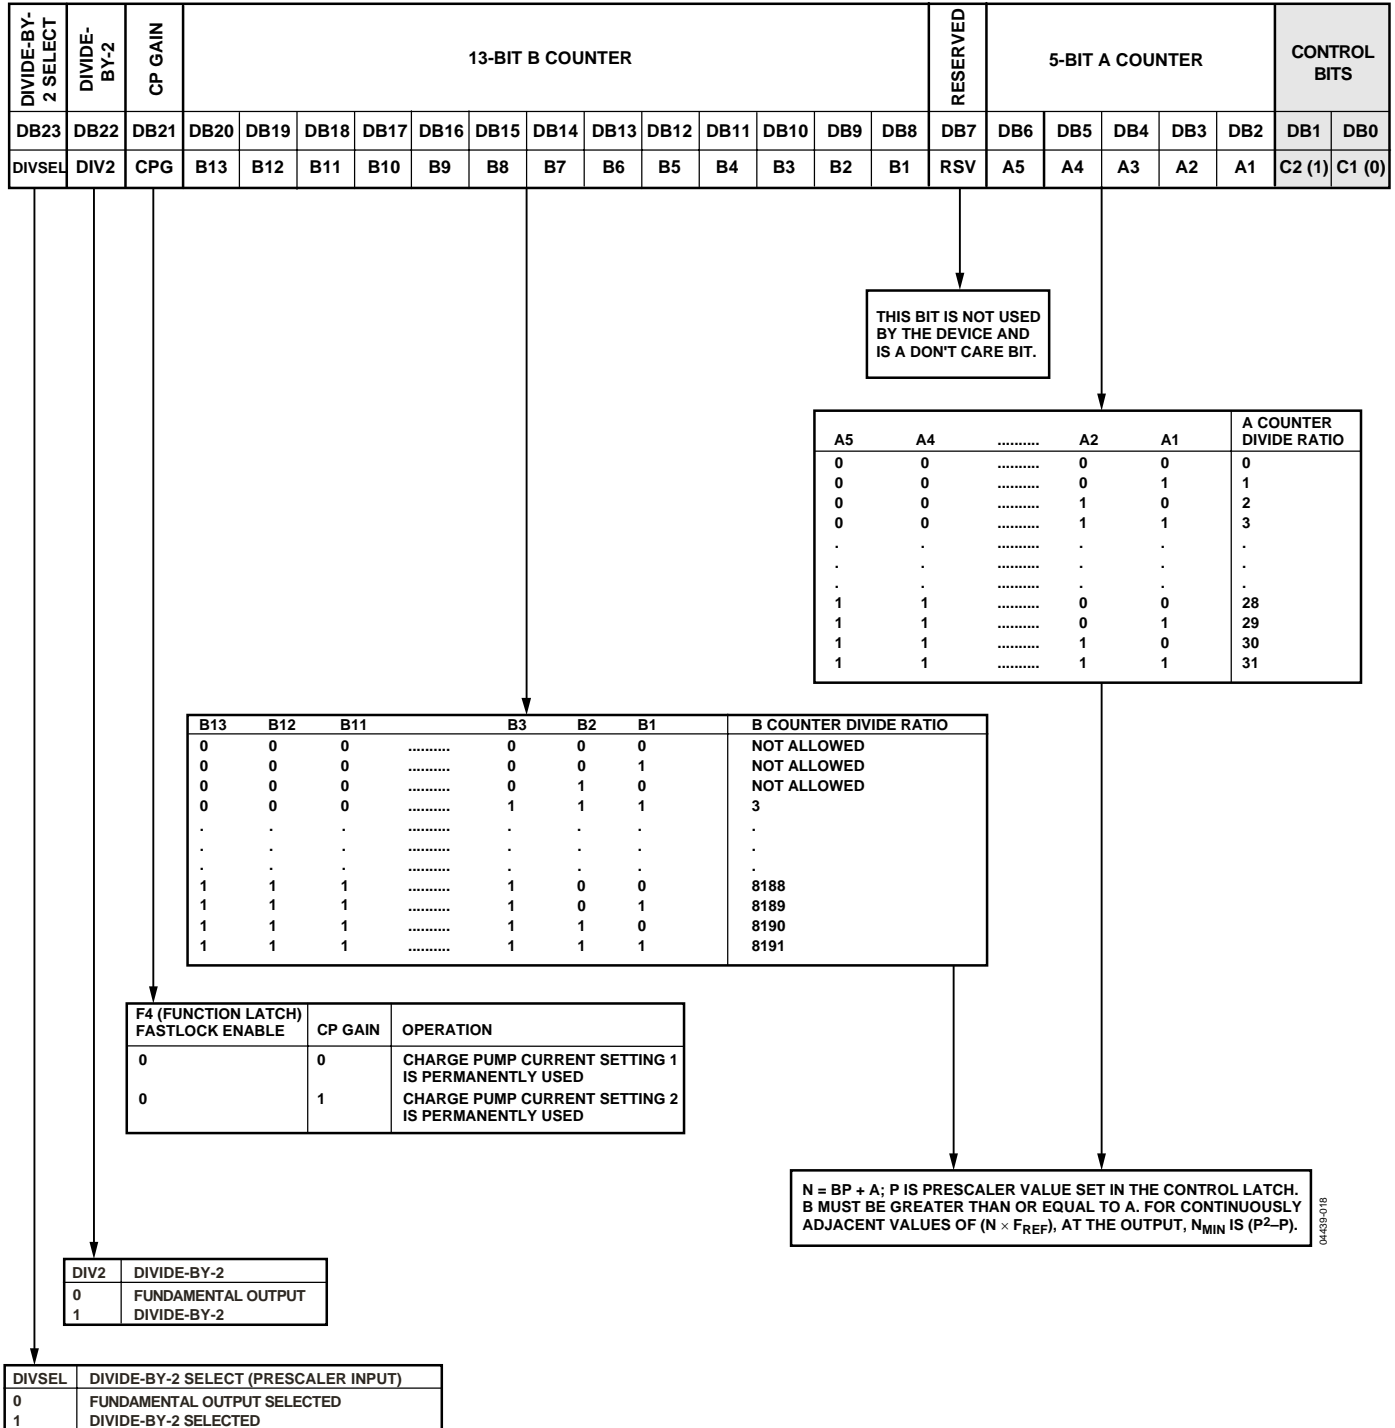 DIVIDE-BY-2 SELECT
DIVIDE-BY-2
CP GAIN
13-BIT B COUNTER
RESERVED
5-BIT A COUNTER
CONTROL BITS
DB23 DB22 DB21 DB20 DB19 DB18 DB17 DB16 DB15 DB14 DB13 DB12 DB11 DB10 DB9 DB8 DB7 DB6 DB5 DB4 DB3 DB2 DB1 DB0
DIVSEL DIV2 CPG B13 B12 B11 B10 B9 B8 B7 B6 B5 B4 B3 B2 B1 RSV A5 A4 A3 A2 A1 C2 (1) C1 (0)
THIS BIT IS NOT USED
BY THE DEVICE AND
IS A DON'T CARE BIT.
A5 A4 .......... A2 A1 A COUNTER DIVIDE RATIO
0 0 .......... 0 0 0
0 0 .......... 0 1 1
0 0 .......... 1 0 2
0 0 .......... 1 1 3
. . .......... . . .
. . .......... . . .
. . .......... . . .
1 1 .......... 0 0 28
1 1 .......... 0 1 29
1 1 .......... 1 0 30
1 1 .......... 1 1 31
B13 B12 B11 B3 B2 B1 B COUNTER DIVIDE RATIO
0 0 0 .......... 0 0 0 NOT ALLOWED
0 0 0 .......... 0 0 1 NOT ALLOWED
0 0 0 .......... 0 1 0 NOT ALLOWED
0 0 0 .......... 1 1 1 3
. . . .......... . . . .
. . . .......... . . . .
. . . .......... . . . .
1 1 1 .......... 1 0 0 8188
1 1 1 .......... 1 0 1 8189
1 1 1 .......... 1 1 0 8190
1 1 1 .......... 1 1 1 8191
F4 (FUNCTION LATCH)
FASTLOCK ENABLE CP GAIN OPERATION
0 0 CHARGE PUMP CURRENT SETTING 1
IS PERMANENTLY USED
0 1 CHARGE PUMP CURRENT SETTING 2
IS PERMANENTLY USED
N = BP + A; P IS PRESCALER VALUE SET IN THE CONTROL LATCH.
B MUST BE GREATER THAN OR EQUAL TO A. FOR CONTINUOUSLY
ADJACENT VALUES OF (N × FREF), AT THE OUTPUT, NMIN IS (P²–P).
04439-018
DIV2 DIVIDE-BY-2
0 FUNDAMENTAL OUTPUT
1 DIVIDE-BY-2
DIVSEL DIVIDE-BY-2 SELECT (PRESCALER INPUT)
0 FUNDAMENTAL OUTPUT SELECTED
1 DIVIDE-BY-2 SELECTED